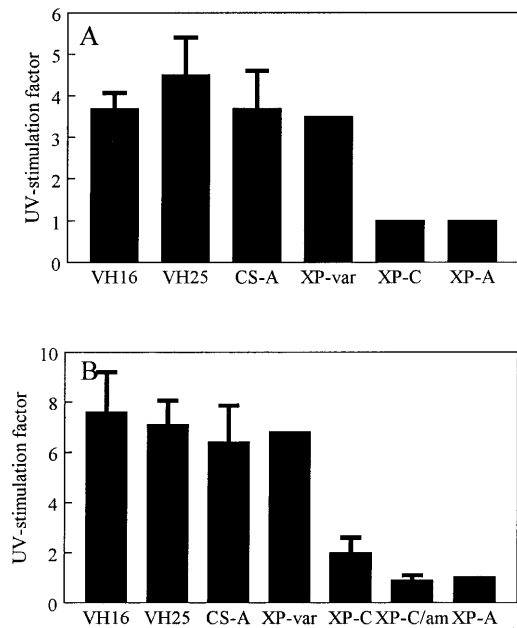 A
6
5
4
3
2
1
0
UV-stimulation factor
VH16 VH25 CS-A XP-var XP-C XP-A
B
10
8
6
4
2
0
UV-stimulation factor
VH16 VH25 CS-A XP-var XP-C XP-C/am XP-A